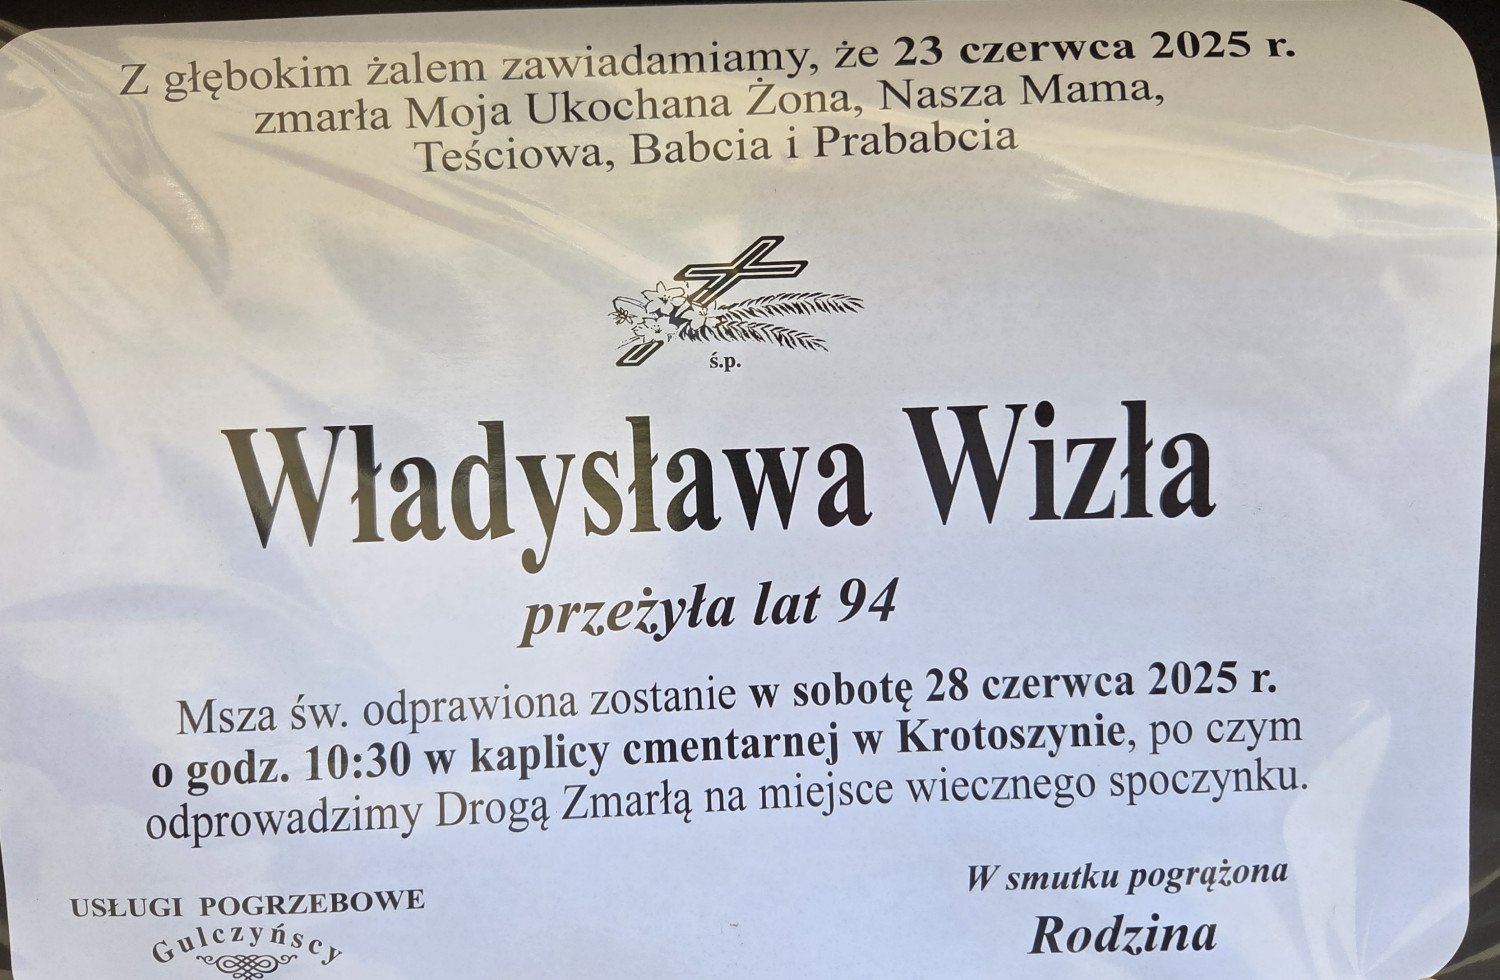 Z głębokim żalem zawiadamiamy, że 23 czerwca 2025 r.
zmarła Moja Ukochana Żona, Nasza Mama,
Teściowa, Babcia i Prababcia
ś.p.
Władysława Wizła
przeżyła lat 94
Msza św. odprawiona zostanie w sobotę 28 czerwca 2025 r.
o godz. 10:30 w kaplicy cmentarnej w Krotoszynie, po czym
odprowadzimy Drogą Zmarłą na miejsce wiecznego spoczynku.
W smutku pogrążona
Rodzina
USŁUGI POGRZEBOWE
Gulczyńscy